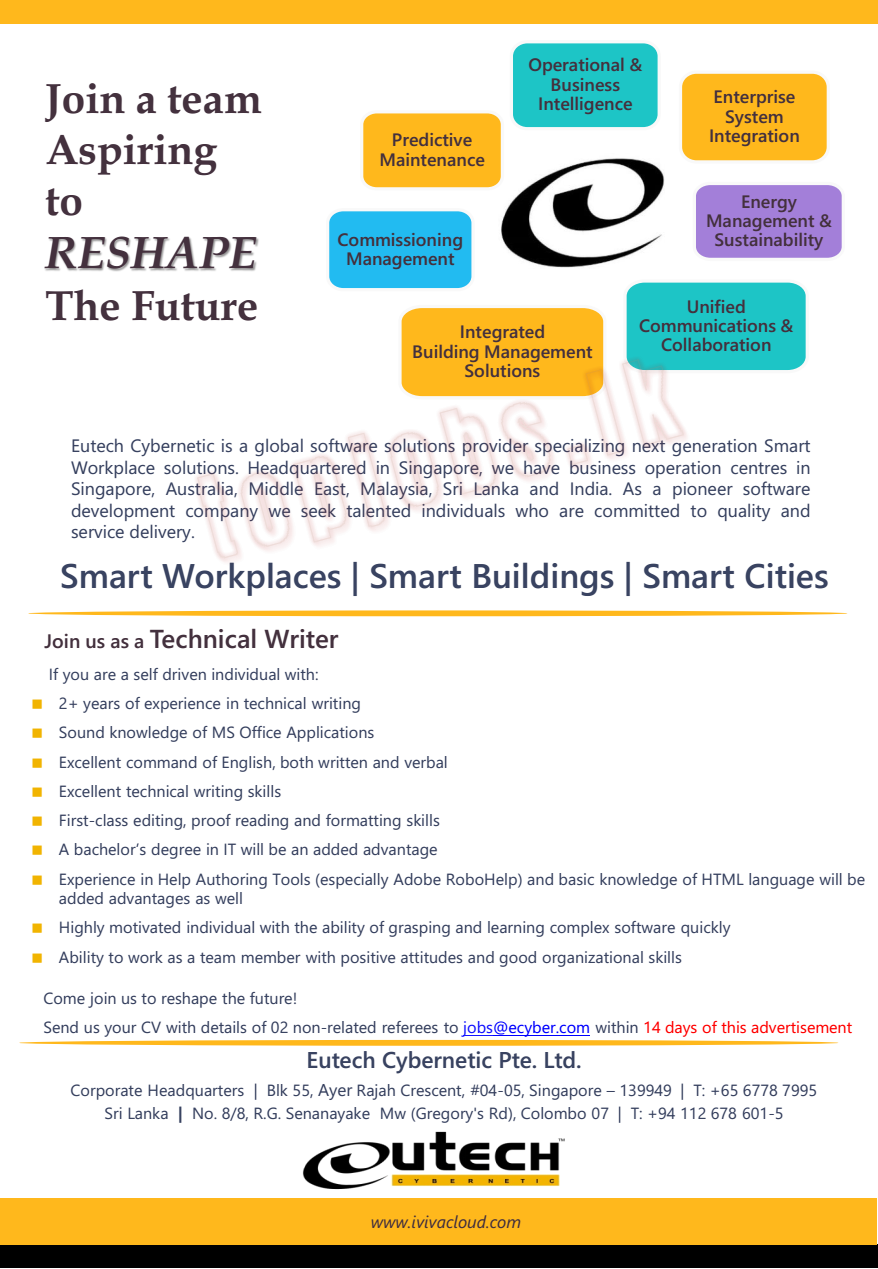 Join a team
Aspiring
to
RESHAPE
The Future
Operational &
Business
Intelligence
Enterprise
System
Integration
Predictive
Maintenance
Energy
Management &
Sustainability
Commissioning
Management
Unified
Communications &
Collaboration
Integrated
Building Management
Solutions
topjobs.lk
Eutech Cybernetic is a global software solutions provider specializing next generation Smart
Workplace solutions. Headquartered in Singapore, we have business operation centres in
Singapore, Australia, Middle East, Malaysia, Sri Lanka and India. As a pioneer software
development company we seek talented individuals who are committed to quality and
service delivery.
Smart Workplaces | Smart Buildings | Smart Cities
Join us as a Technical Writer
If you are a self driven individual with:
2+ years of experience in technical writing
Sound knowledge of MS Office Applications
Excellent command of English, both written and verbal
Excellent technical writing skills
First-class editing, proof reading and formatting skills
A bachelor's degree in IT will be an added advantage
Experience in Help Authoring Tools (especially Adobe RoboHelp) and basic knowledge of HTML language will be
added advantages as well
Highly motivated individual with the ability of grasping and learning complex software quickly
Ability to work as a team member with positive attitudes and good organizational skills
Come join us to reshape the future!
Send us your CV with details of 02 non-related referees to jobs@ecyber.com within 14 days of this advertisement
Eutech Cybernetic Pte. Ltd.
Corporate Headquarters | Blk 55, Ayer Rajah Crescent, #04-05, Singapore – 139949 | T: +65 6778 7995
Sri Lanka | No. 8/8, R.G. Senanayake Mw (Gregory's Rd), Colombo 07 | T: +94 112 678 601-5
eutech™
CYBERNETIC
www.ivivacloud.com